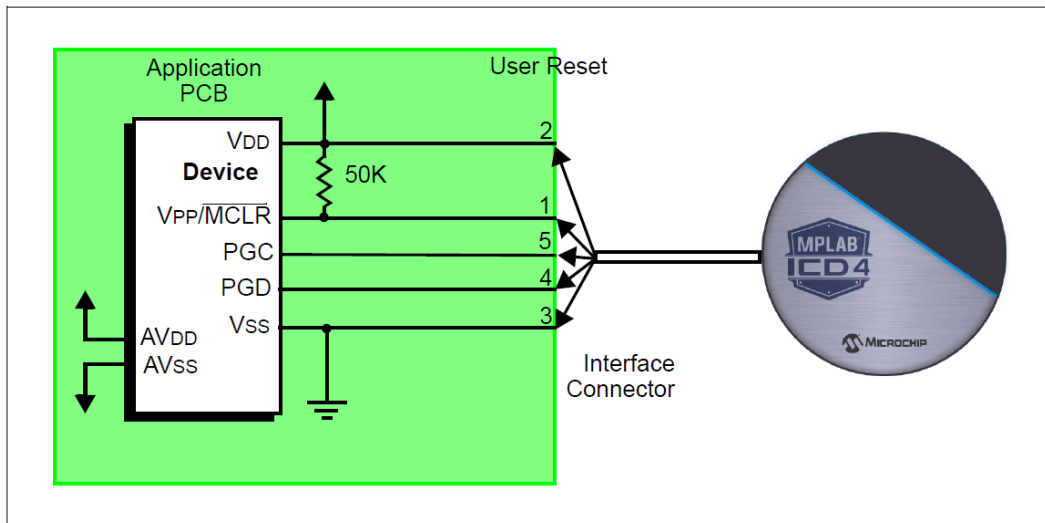 Application
PCB
User Reset
VDD
2
Device
50K
VPP/MCLR
1
PGC
5
PGD
4
VSS
3
AVDD
AVSS
Interface
Connector
MPLAB
ICD 4
MICROCHIP